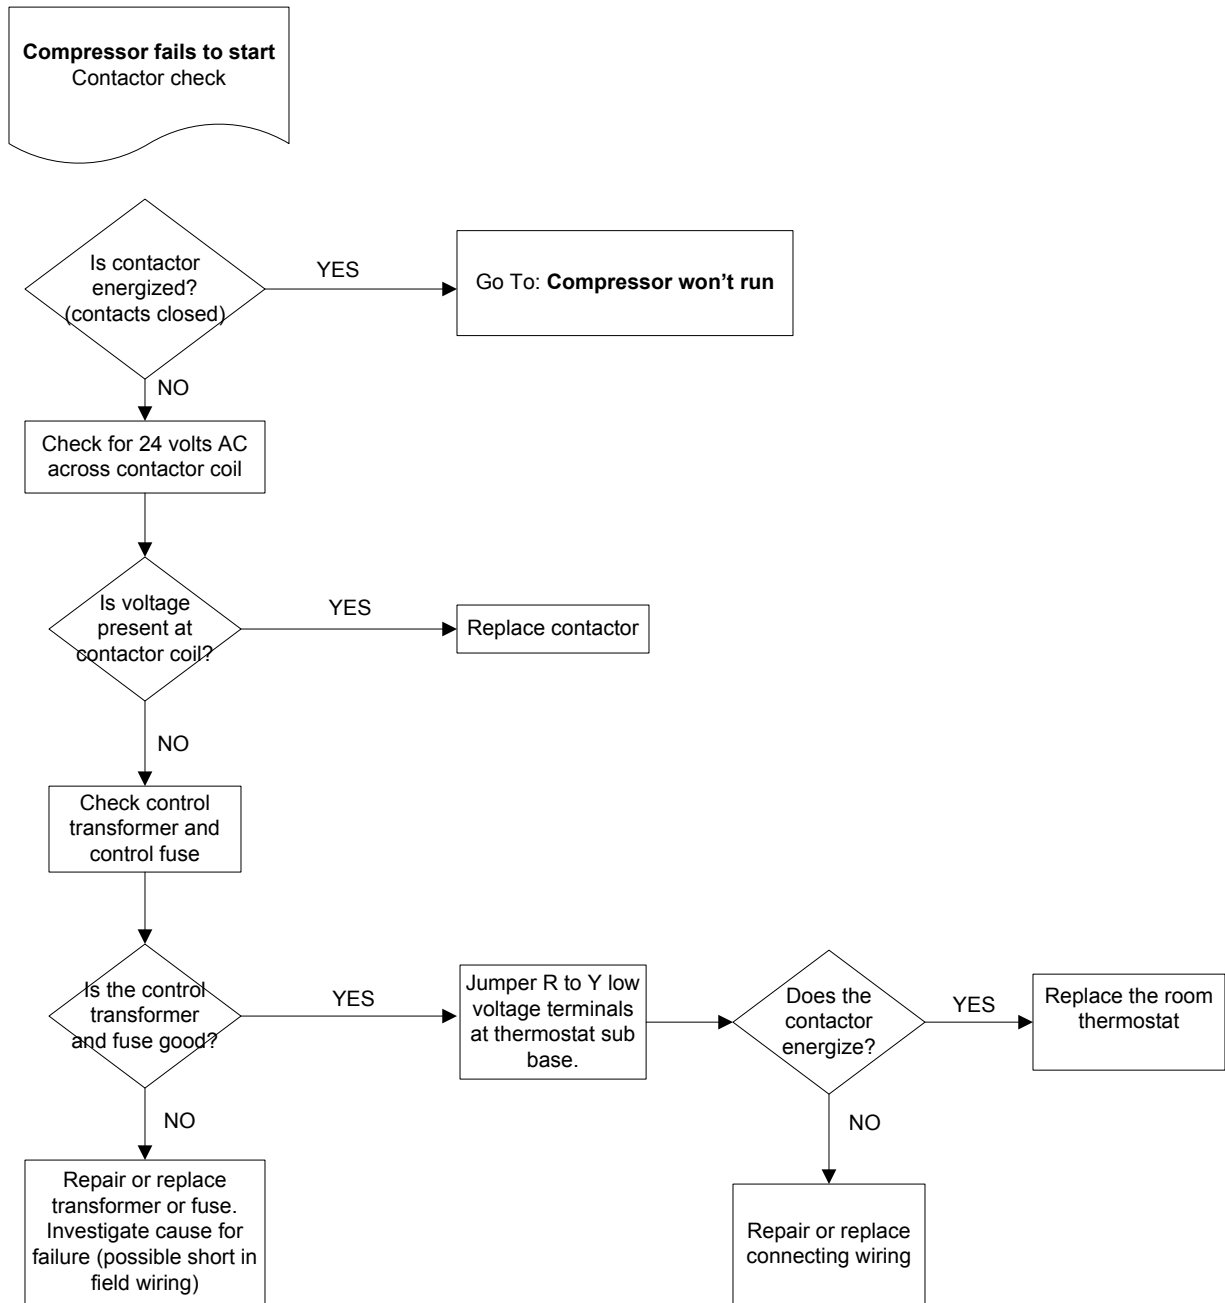 Compressor fails to start
Contactor check
Is contactor
energized?
(contacts closed)
YES
Go To: Compressor won't run
NO
Check for 24 volts AC
across contactor coil
Is voltage
present at
contactor coil?
YES
Replace contactor
NO
Check control
transformer and
control fuse
Is the control
transformer
and fuse good?
YES
Jumper R to Y low
voltage terminals
at thermostat sub
base.
Does the
contactor
energize?
YES
Replace the room
thermostat
NO
Repair or replace
transformer or fuse.
Investigate cause for
failure (possible short in
field wiring)
NO
Repair or replace
connecting wiring